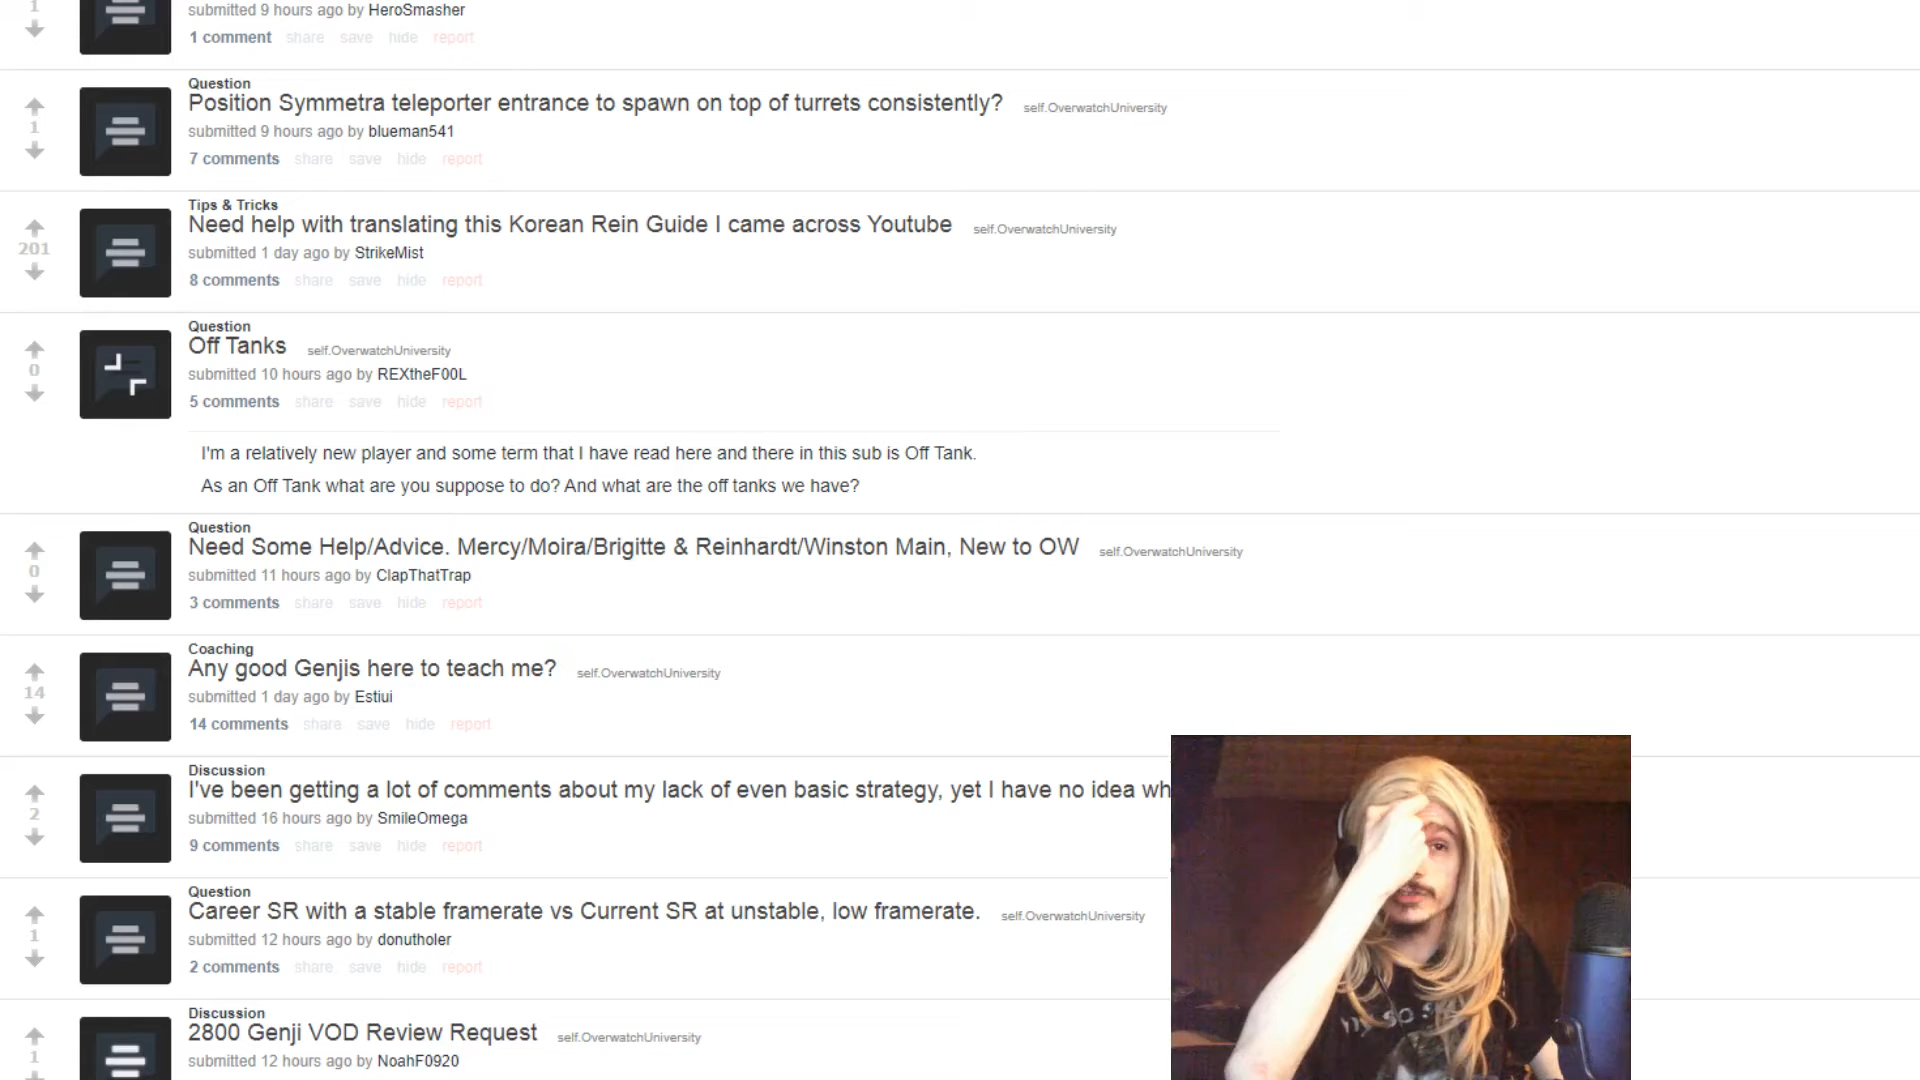 1
submitted 9 hours ago by HeroSmasher
1 comment share save hide report
Question
Position Symmetra teleporter entrance to spawn on top of turrets consistently? self.OverwatchUniversity
1
submitted 9 hours ago by blueman541
7 comments share save hide report
Tips & Tricks
Need help with translating this Korean Rein Guide I came across Youtube self.OverwatchUniversity
201
submitted 1 day ago by StrikeMist
8 comments share save hide report
Question
Off Tanks self.OverwatchUniversity
0
submitted 10 hours ago by REXtheF00L
5 comments share save hide report
I'm a relatively new player and some term that I have read here and there in this sub is Off Tank.
As an Off Tank what are you suppose to do? And what are the off tanks we have?
Question
Need Some Help/Advice. Mercy/Moira/Brigitte & Reinhardt/Winston Main, New to OW self.OverwatchUniversity
0
submitted 11 hours ago by ClapThatTrap
3 comments share save hide report
Coaching
Any good Genjis here to teach me? self.OverwatchUniversity
14
submitted 1 day ago by Estiui
14 comments share save hide report
Discussion
I've been getting a lot of comments about my lack of even basic strategy, yet I have no idea wh
2
submitted 16 hours ago by SmileOmega
9 comments share save hide report
Question
Career SR with a stable framerate vs Current SR at unstable, low framerate. self.OverwatchUniversity
1
submitted 12 hours ago by donutholer
2 comments share save hide report
Discussion
2800 Genji VOD Review Request self.OverwatchUniversity
1
submitted 12 hours ago by NoahF0920